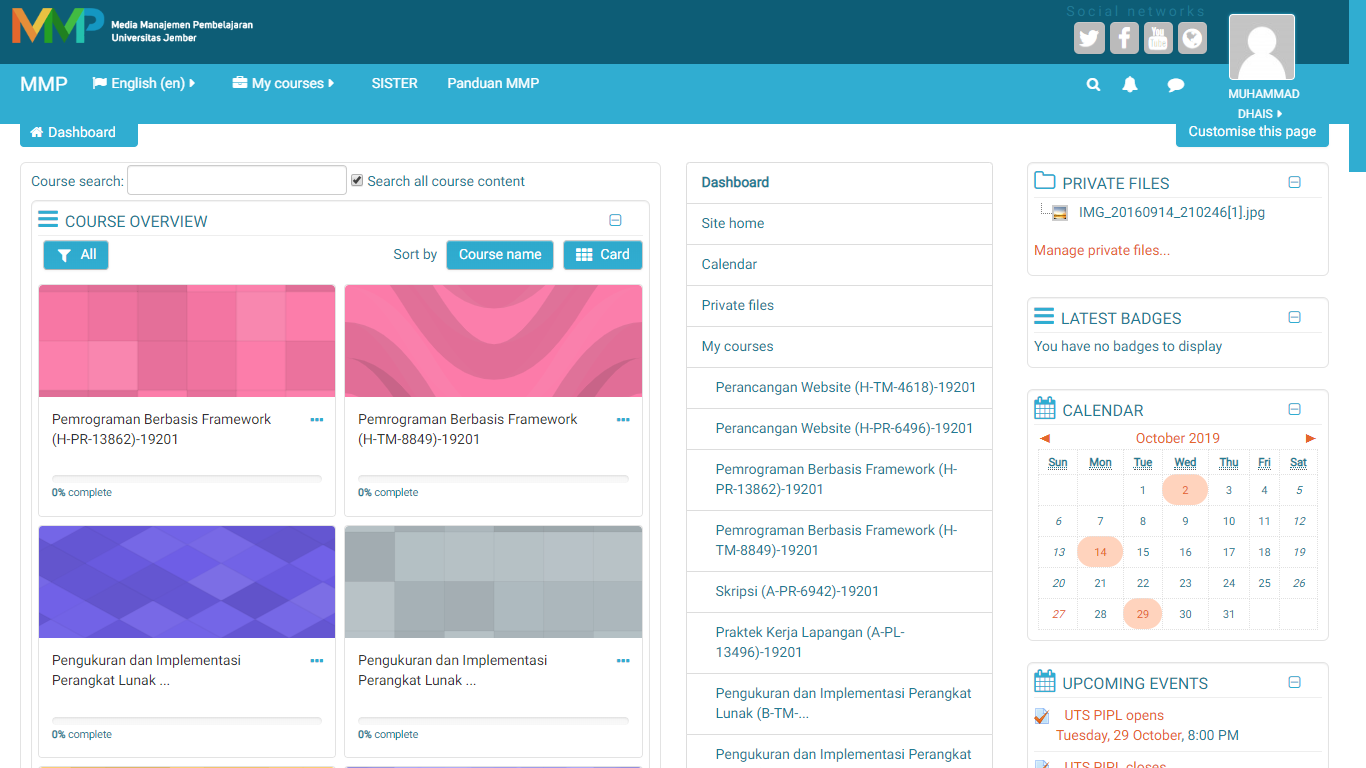 MMP
Media Manajemen Pembelajaran
Universitas Jember
Social networks
You
Tube
MMP
English (en)
My courses
SISTER
Panduan MMP
MUHAMMAD
DHAIS
Dashboard
Customise this page
Course search:
Search all course content
COURSE OVERVIEW
All
Sort by
Course name
Card
Pemrograman Berbasis Framework
(H-PR-13862)-19201
0% complete
Pemrograman Berbasis Framework
(H-TM-8849)-19201
0% complete
Pengukuran dan Implementasi
Perangkat Lunak ...
0% complete
Pengukuran dan Implementasi
Perangkat Lunak ...
0% complete
Dashboard
Site home
Calendar
Private files
My courses
Perancangan Website (H-TM-4618)-19201
Perancangan Website (H-PR-6496)-19201
Pemrograman Berbasis Framework (H-
PR-13862)-19201
Pemrograman Berbasis Framework (H-
TM-8849)-19201
Skripsi (A-PR-6942)-19201
Praktek Kerja Lapangan (A-PL-
13496)-19201
Pengukuran dan Implementasi Perangkat
Lunak (B-TM-...
Pengukuran dan Implementasi Perangkat
PRIVATE FILES
IMG_20160914_210246[1].jpg
Manage private files...
LATEST BADGES
You have no badges to display
CALENDAR
October 2019
Sun Mon Tue Wed Thu Fri Sat
1 2 3 4 5
6 7 8 9 10 11 12
13 14 15 16 17 18 19
20 21 22 23 24 25 26
27 28 29 30 31
UPCOMING EVENTS
UTS PIPL opens
Tuesday, 29 October, 8:00 PM
UTS PIPL closes